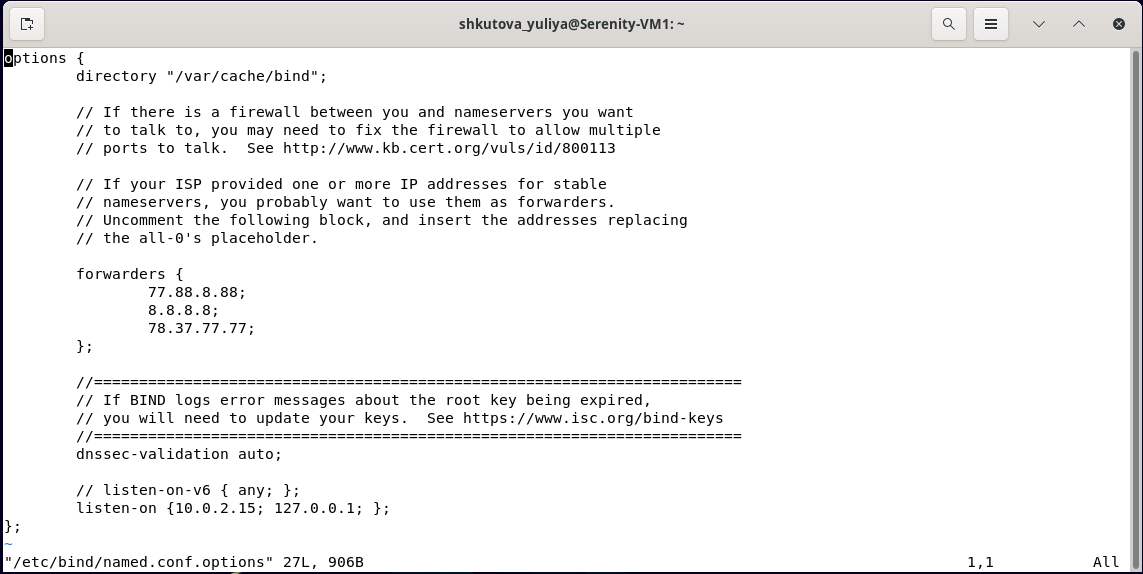 shkutova_yuliya@Serenity-VM1: ~
options {
        directory "/var/cache/bind";

        // If there is a firewall between you and nameservers you want
        // to talk to, you may need to fix the firewall to allow multiple
        // ports to talk.  See http://www.kb.cert.org/vuls/id/800113

        // If your ISP provided one or more IP addresses for stable
        // nameservers, you probably want to use them as forwarders.
        // Uncomment the following block, and insert the addresses replacing
        // the all-0's placeholder.

        forwarders {
                77.88.8.88;
                8.8.8.8;
                78.37.77.77;
        };

        //========================================================================
        // If BIND logs error messages about the root key being expired,
        // you will need to update your keys.  See https://www.isc.org/bind-keys
        //========================================================================
        dnssec-validation auto;

        // listen-on-v6 { any; };
        listen-on {10.0.2.15; 127.0.0.1; };
};
~
"/etc/bind/named.conf.options" 27L, 906B                                                                   1,1           All